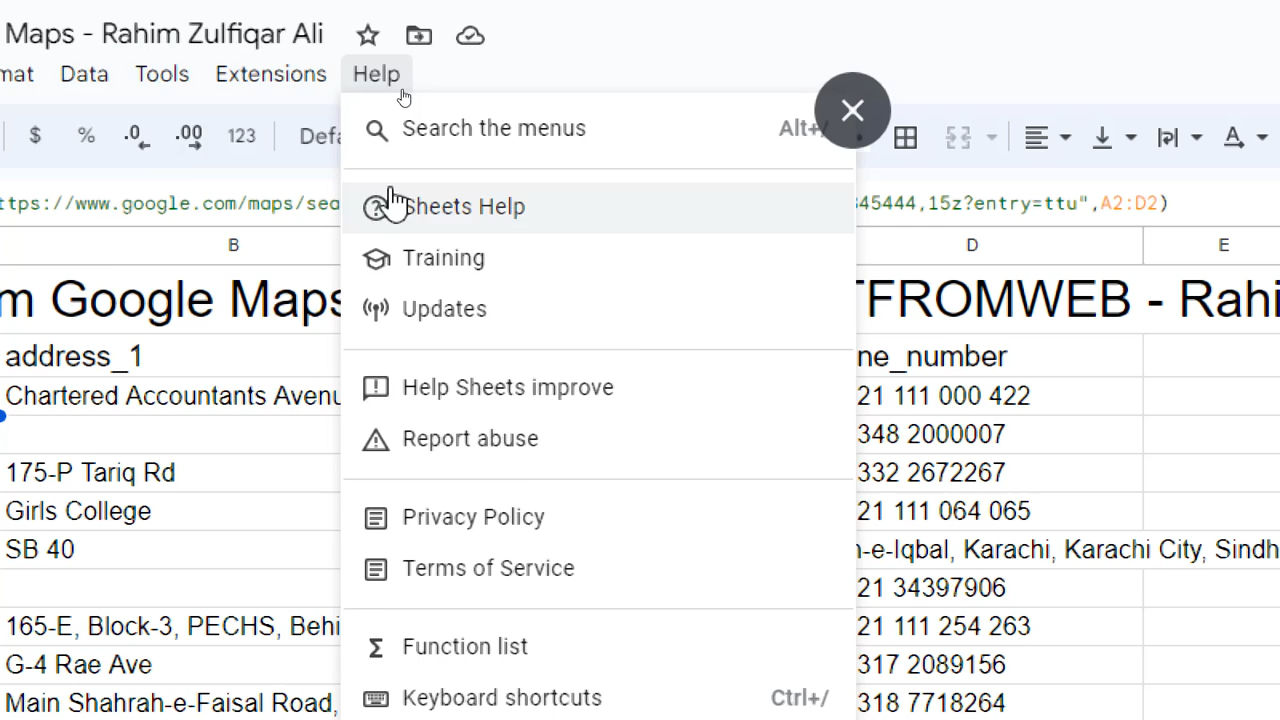 Maps - Rahim Zulfiqar Ali
mat Data Tools Extensions Help
$ % .0 .00 123 Defa
Search the menus Alt+/
ttps://www.google.com/maps/sea 845444,15z?entry=ttu",A2:D2)
Sheets Help
B D E
Training
m Google Maps TFROMWEB - Rahi
Updates
address_1 ne_number
Chartered Accountants Avenu 21 111 000 422
Help Sheets improve
348 2000007
Report abuse
175-P Tariq Rd 332 2672267
Girls College 21 111 064 065
Privacy Policy
SB 40 n-e-Iqbal, Karachi, Karachi City, Sindh
Terms of Service
21 34397906
165-E, Block-3, PECHS, Behi 21 111 254 263
Function list
G-4 Rae Ave 317 2089156
Keyboard shortcuts Ctrl+/
Main Shahrah-e-Faisal Road, 318 7718264